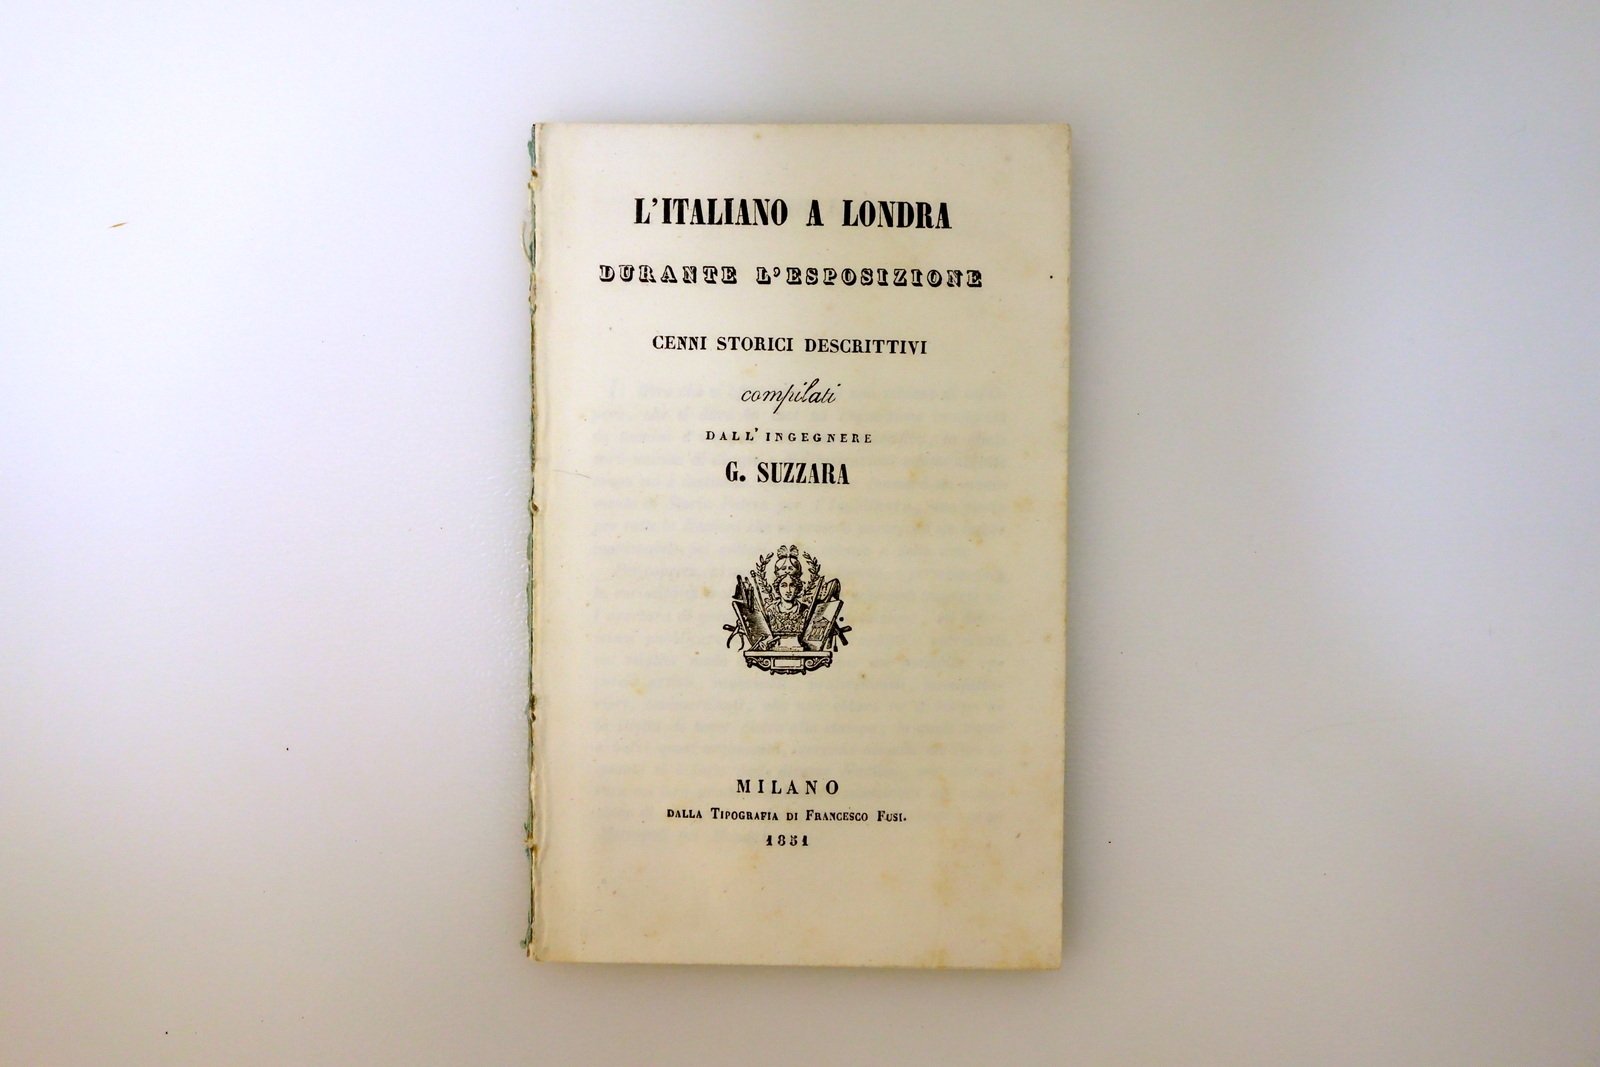 L'ITALIANO A LONDRA
DURANTE L'ESPOSIZIONE
CENNI STORICI DESCRITTIVI
compilati
DALL'INGEGNERE
G. SUZZARA
MILANO
DALLA TIPOGRAFIA DI FRANCESCO FUSI.
1851